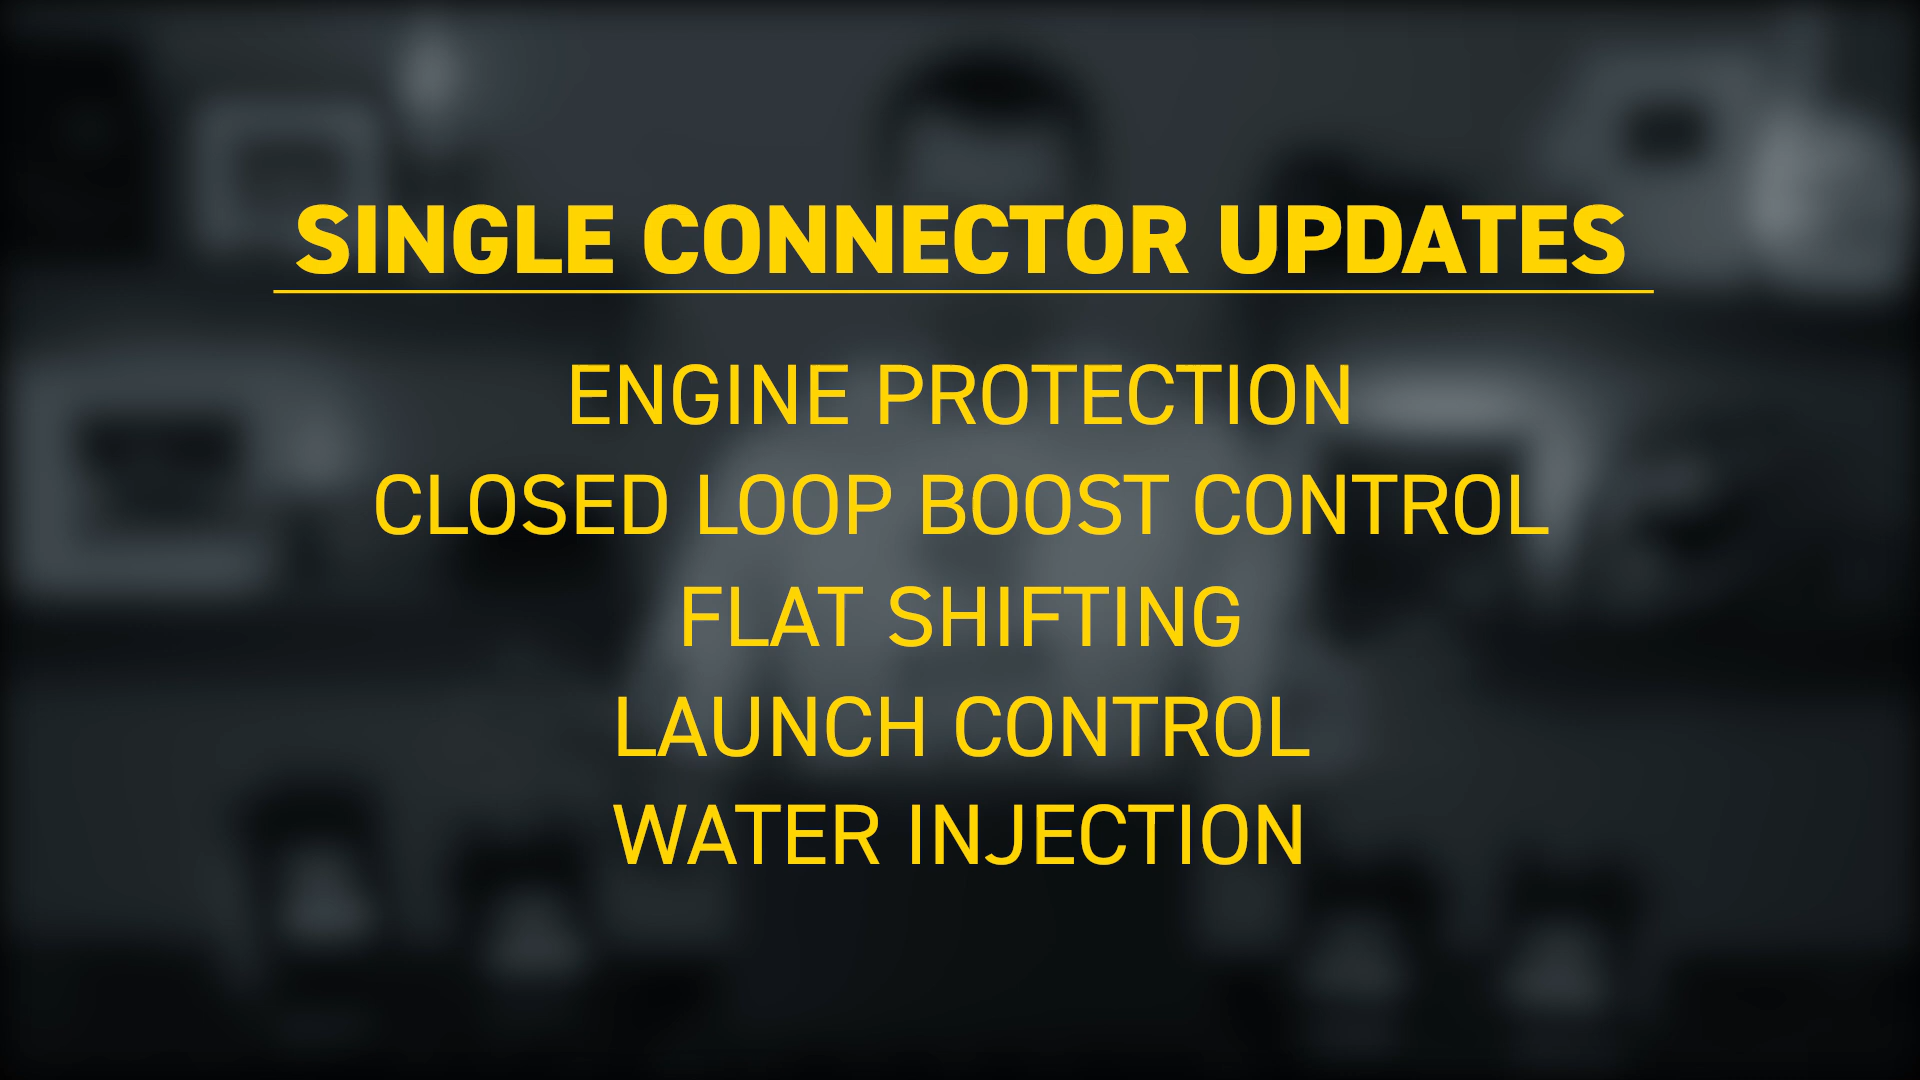 SINGLE CONNECTOR UPDATES
ENGINE PROTECTION
CLOSED LOOP BOOST CONTROL
FLAT SHIFTING
LAUNCH CONTROL
WATER INJECTION